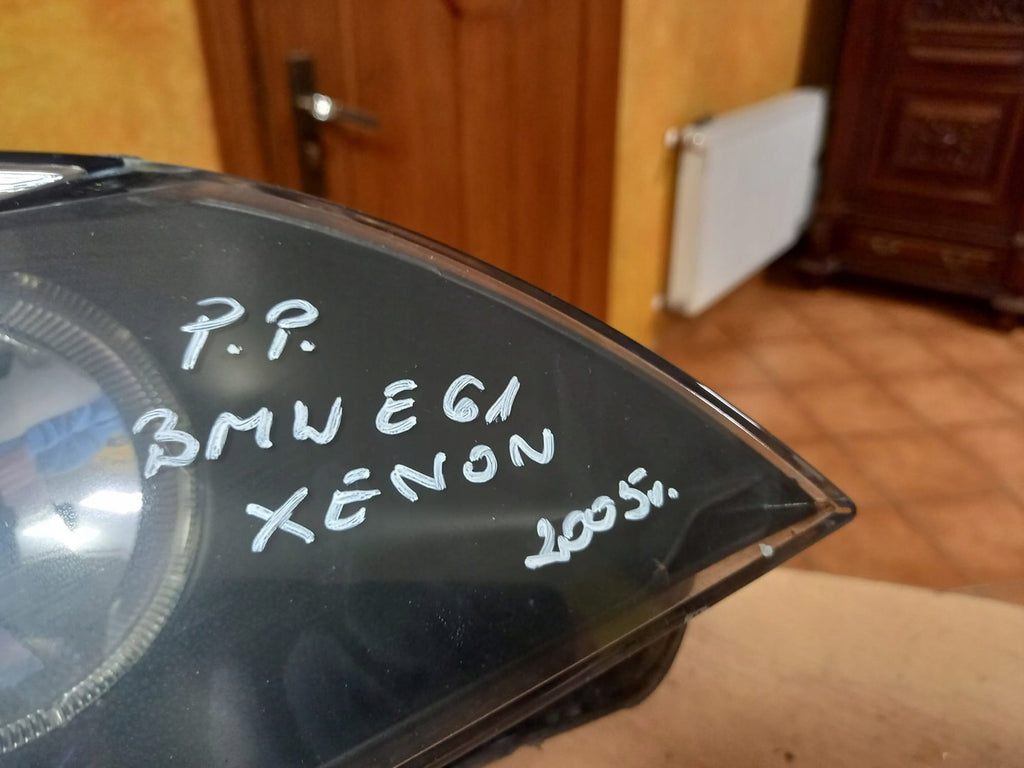 P.P.
BMW E61
XENON
2005r.